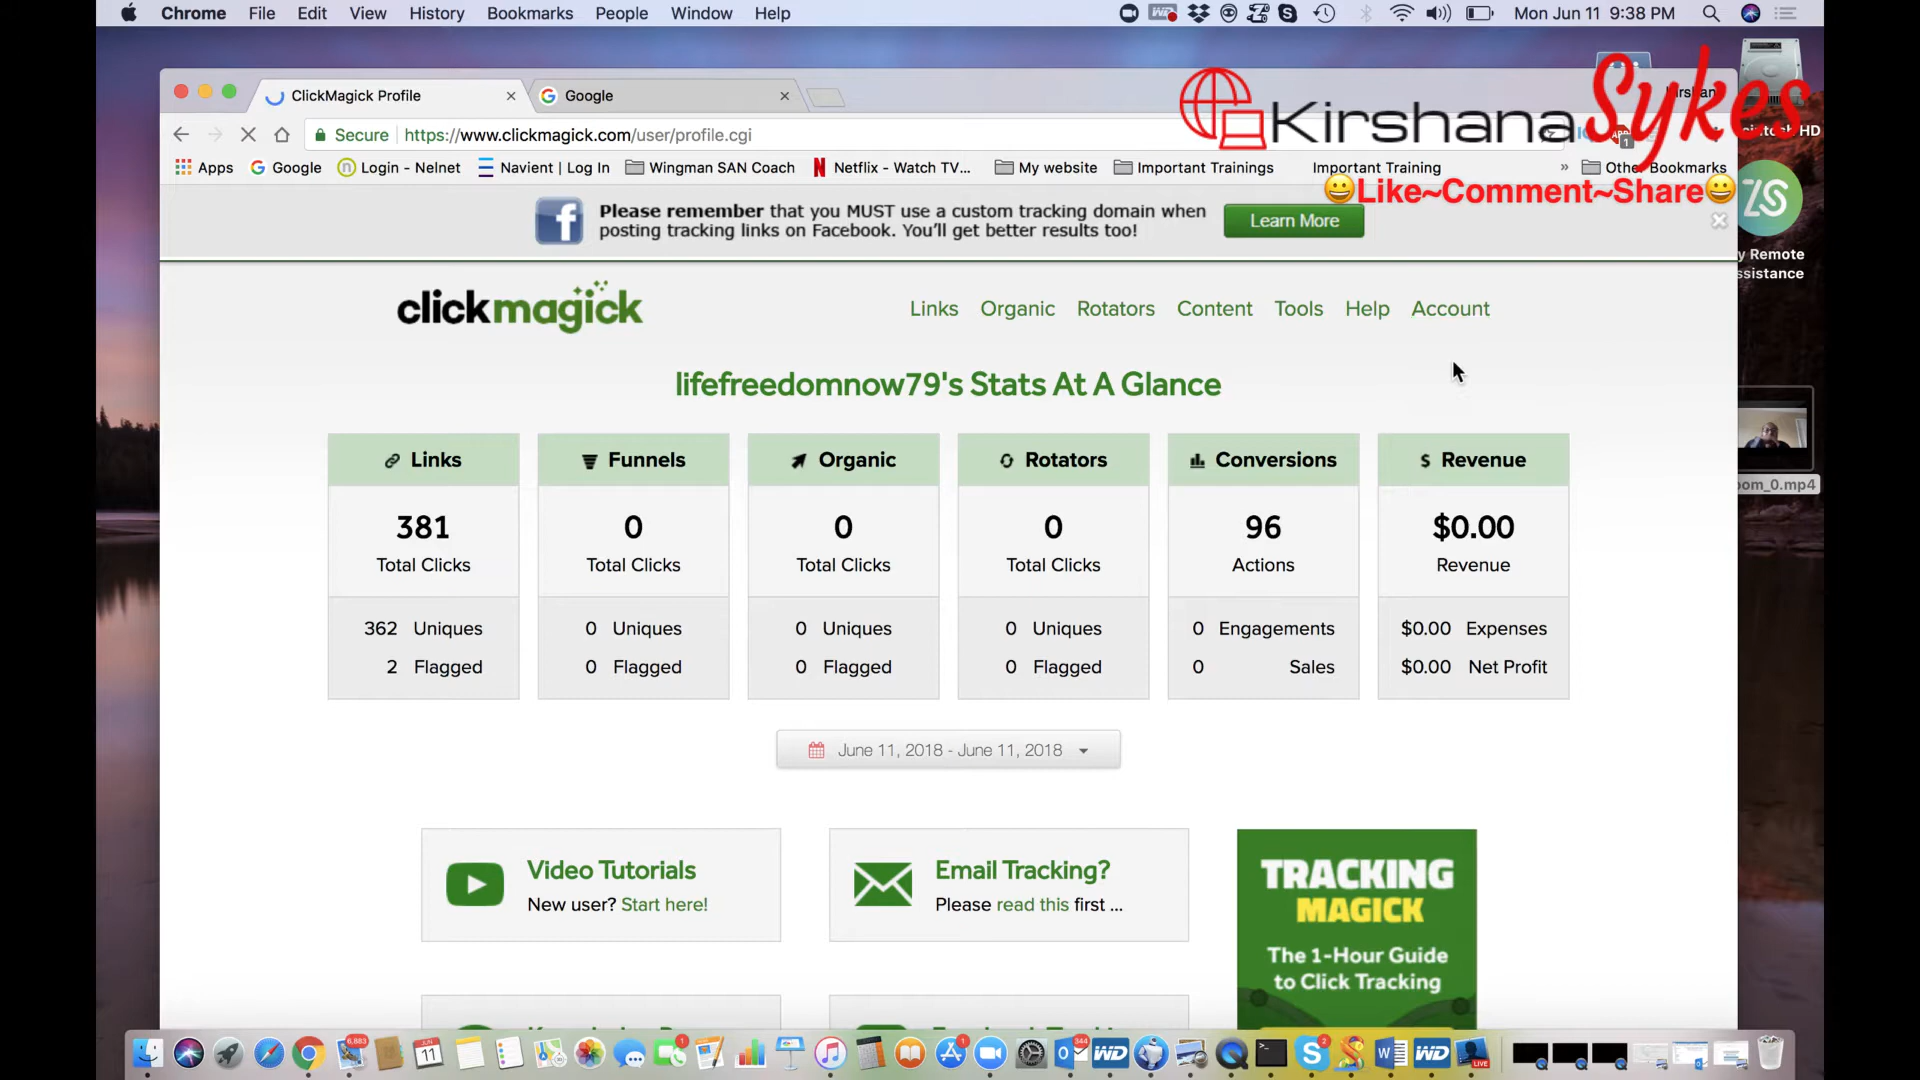 Chrome File Edit View History Bookmarks People Window Help
Mon Jun 11 9:38 PM
ClickMagick Profile
Google
Kirshana Sykes
Secure https://www.clickmagick.com/user/profile.cgi
HD
Apps Google Login - Nelnet Navient | Log In Wingman SAN Coach Netflix - Watch TV... My website Important Trainings Important Training » Other Bookmarks
😀Like~Comment~Share😀
Please remember that you MUST use a custom tracking domain when
posting tracking links on Facebook. You'll get better results too!
Learn More
ZS
y Remote
ssistance
clickmagick
Links Organic Rotators Content Tools Help Account
lifefreedomnow79's Stats At A Glance
Links Funnels Organic Rotators Conversions $ Revenue
oom_0.mp4
381 0 0 0 96 $0.00
Total Clicks Total Clicks Total Clicks Total Clicks Actions Revenue
362 Uniques 0 Uniques 0 Uniques 0 Uniques 0 Engagements $0.00 Expenses
2 Flagged 0 Flagged 0 Flagged 0 Flagged 0 Sales $0.00 Net Profit
June 11, 2018 - June 11, 2018
Video Tutorials
New user? Start here!
Email Tracking?
Please read this first ...
TRACKING
MAGICK
The 1-Hour Guide
to Click Tracking